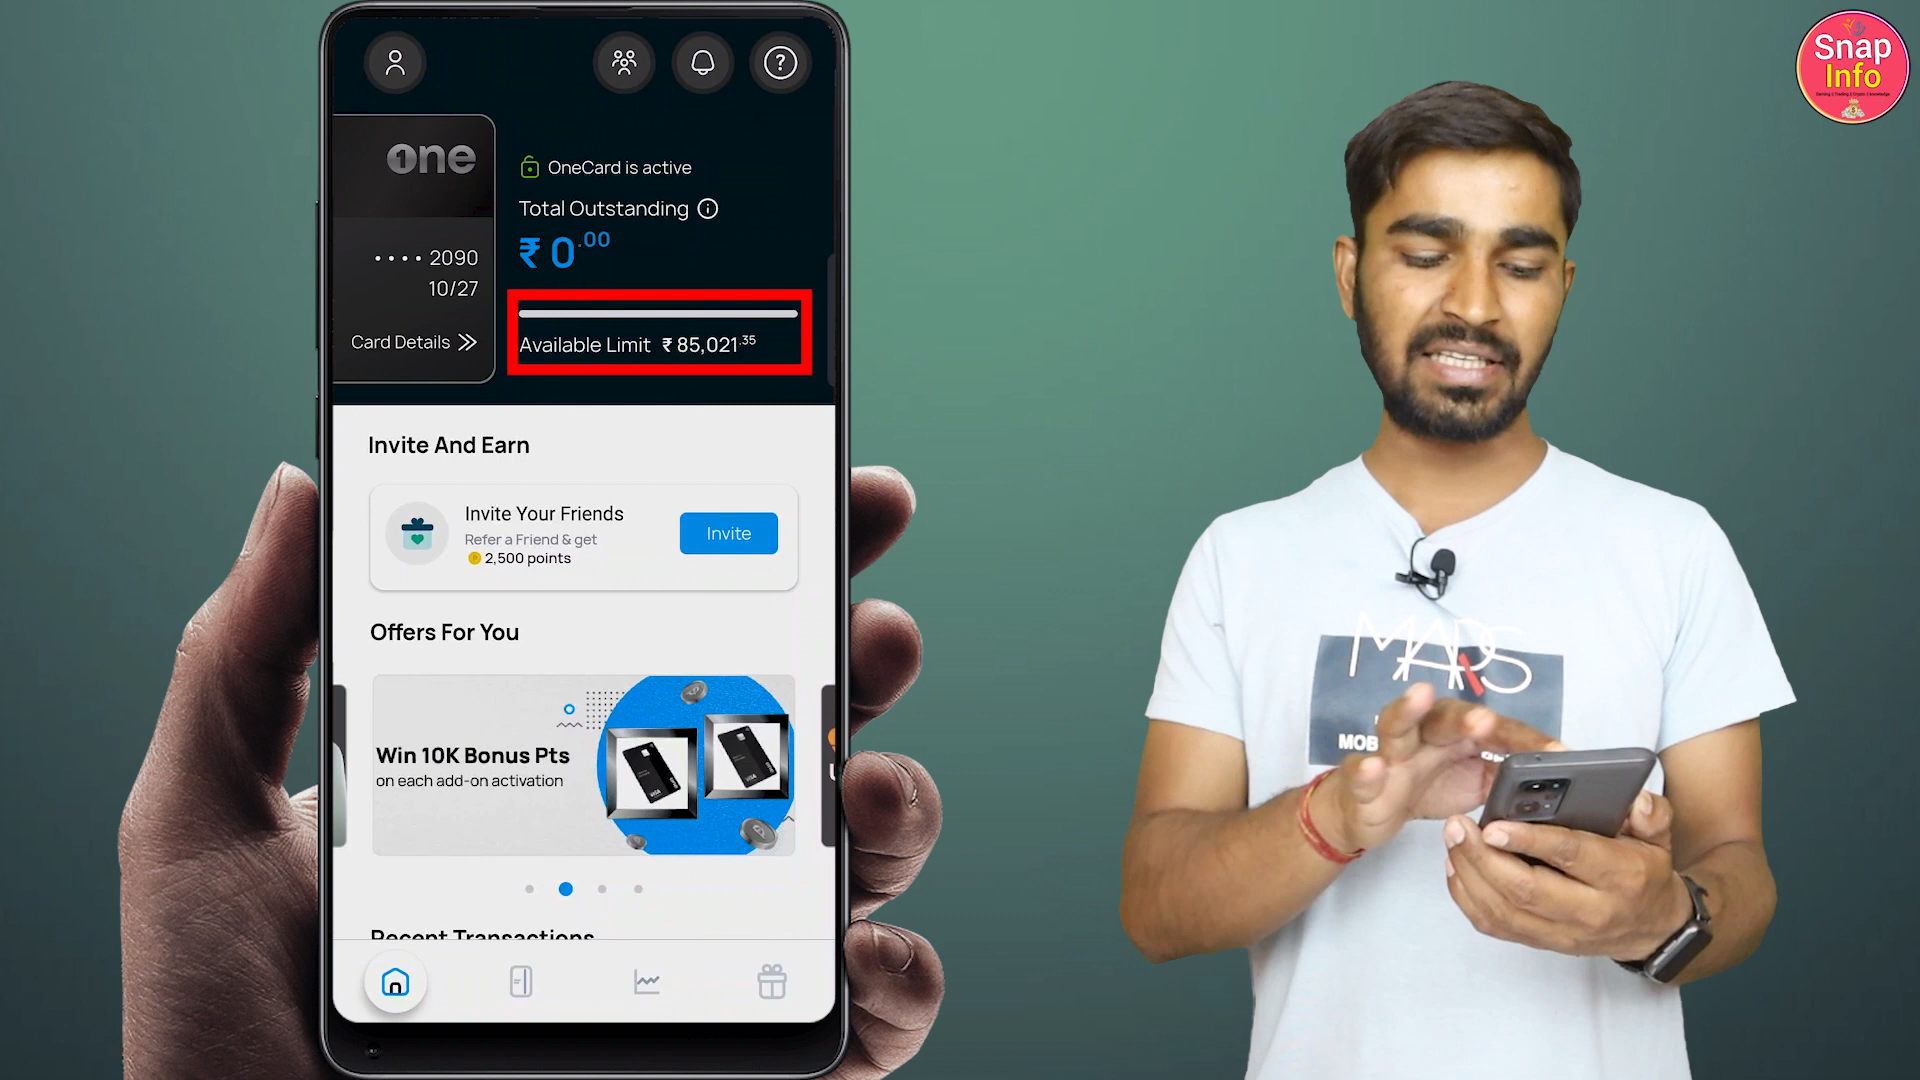 Snap
Info
One
OneCard is active
Total Outstanding
₹ 0.00
•••• 2090
10/27
Card Details
Available Limit ₹ 85,021.35
Invite And Earn
Invite Your Friends
Refer a Friend & get
2,500 points
Invite
Offers For You
Win 10K Bonus Pts
on each add-on activation
VISA
VISA
Recent Transactions
MARS